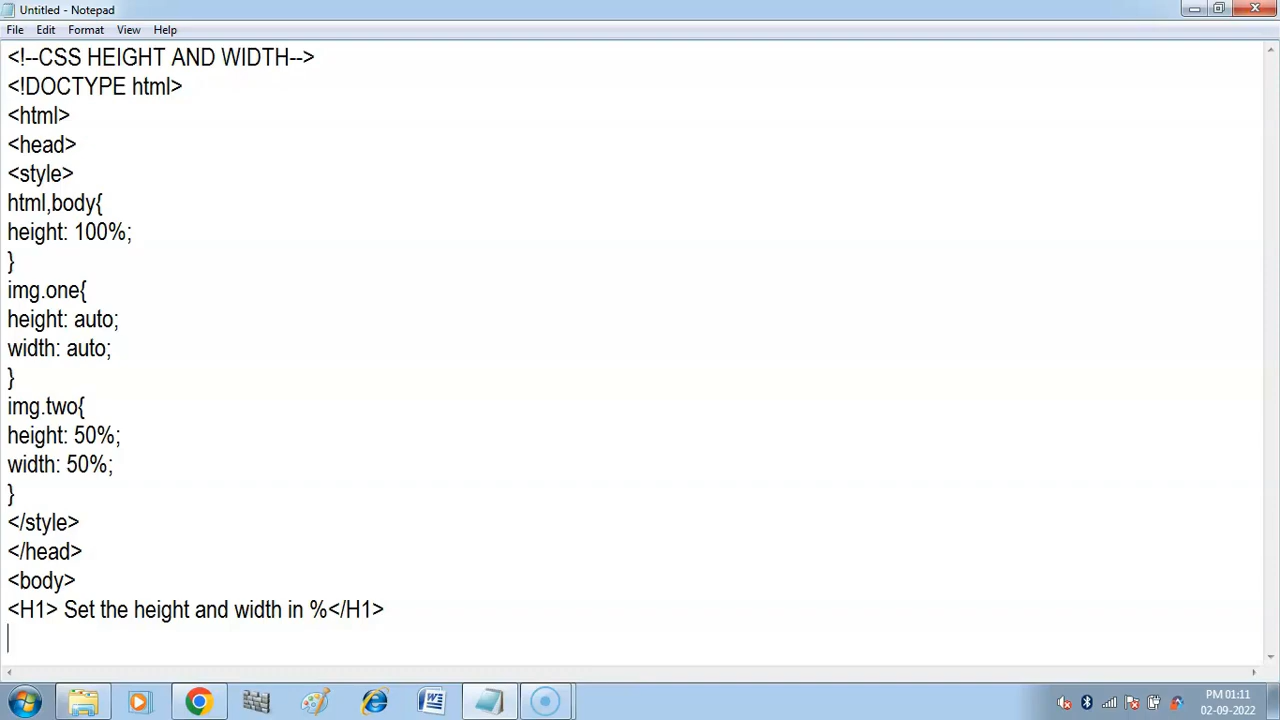 Untitled - Notepad
File Edit Format View Help
<!--CSS HEIGHT AND WIDTH-->
<!DOCTYPE html>
<html>
<head>
<style>
html,body{
height: 100%;
}
img.one{
height: auto;
width: auto;
}
img.two{
height: 50%;
width: 50%;
}
</style>
</head>
<body>
<H1> Set the height and width in %</H1>
PM 01:11
02-09-2022